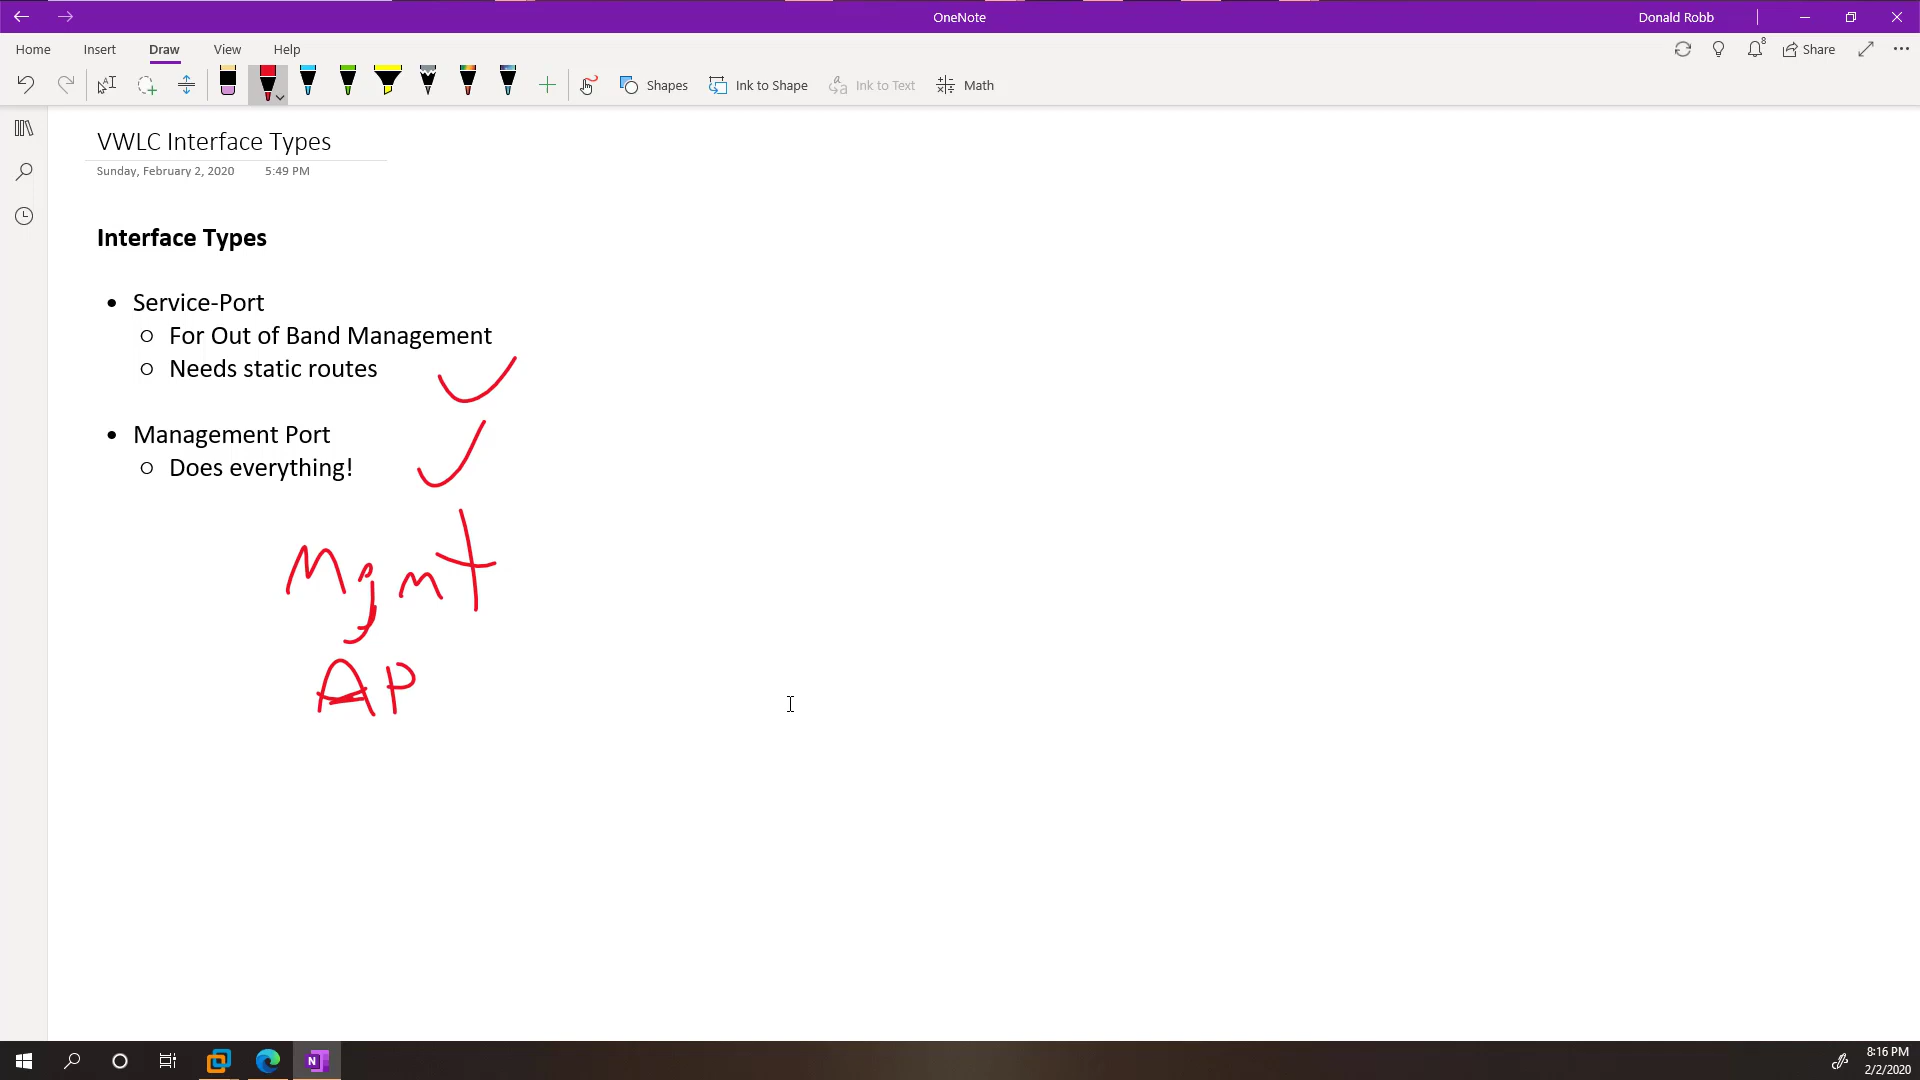 OneNote
Donald Robb
Home Insert Draw View Help
8 Share
Shapes Ink to Shape Ink to Text Math
VWLC Interface Types
Sunday, February 2, 2020 5:49 PM
Interface Types
• Service-Port
o For Out of Band Management
o Needs static routes
• Management Port
o Does everything!
Mgmt
AP
8:16 PM
2/2/2020